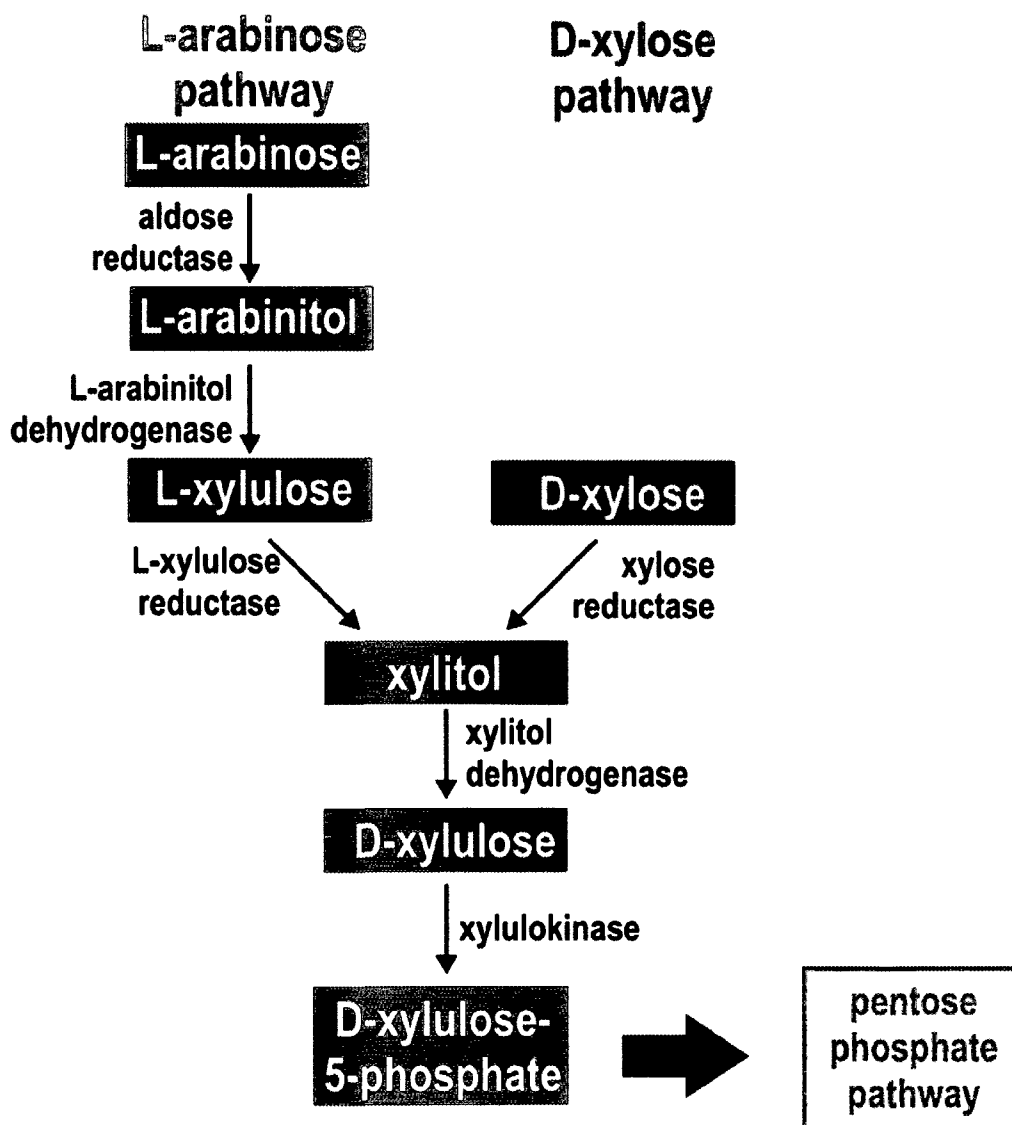 L-arabinose
pathway
D-xylose
pathway
L-arabinose
aldose
reductase
L-arabinitol
L-arabinitol
dehydrogenase
L-xylulose
D-xylose
L-xylulose
reductase
xylose
reductase
xylitol
xylitol
dehydrogenase
D-xylulose
xylulokinase
D-xylulose-
5-phosphate
pentose
phosphate
pathway